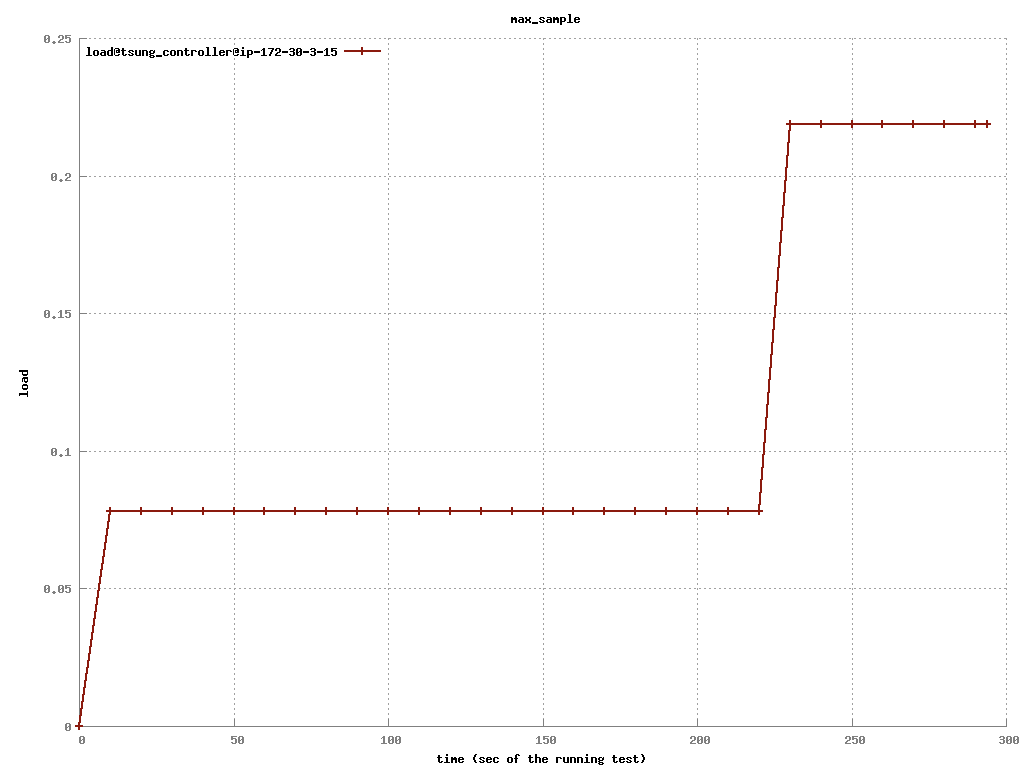 max_sample
load@tsung_controller@ip-172-30-3-15
0.25
0.2
0.15
0.1
0.05
0
load
0 50 100 150 200 250 300
time (sec of the running test)